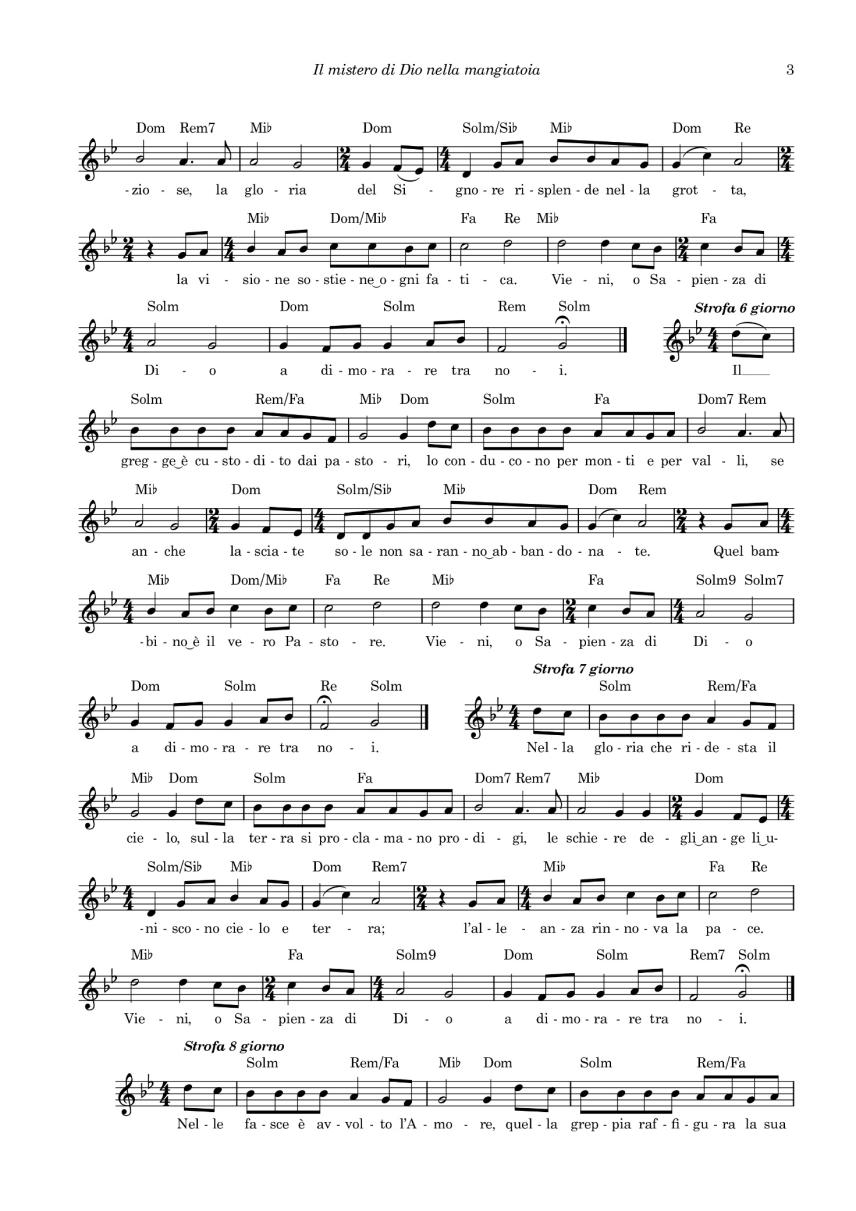 Il mistero di Dio nella mangiatoia 3
Dom Rem7 Mi♭ Dom Solm/Si♭ Mi♭ Dom Re
-zio - se, la glo - ria del Si - gno - re ri - splen - de nel - la grot - ta,
Mi♭ Dom/Mi♭ Fa Re Mi♭ Fa
la vi - sio - ne so - stie - ne‿o - gni fa - ti - ca. Vie - ni, o Sa - pien - za di
Solm Dom Solm Rem Solm Strofa 6 giorno
Di - o a di - mo - ra - re tra no - i. Il
Solm Rem/Fa Mi♭ Dom Solm Fa Dom7 Rem
greg - ge‿è cu - sto - di - to dai pa - sto - ri, lo con - du - co - no per mon - ti e per val - li, se
Mi♭ Dom Solm/Si♭ Mi♭ Dom Rem
an - che la - scia - te so - le non sa - ran - no‿ab - ban - do - na - te. Quel bam-
Mi♭ Dom/Mi♭ Fa Re Mi♭ Fa Solm9 Solm7
-bi - no‿è il ve - ro Pa - sto - re. Vie - ni, o Sa - pien - za di Di - o
Strofa 7 giorno
Dom Solm Re Solm Solm Rem/Fa
a di - mo - ra - re tra no - i. Nel - la glo - ria che ri - de - sta il
Mi♭ Dom Solm Fa Dom7 Rem7 Mi♭ Dom
cie - lo, sul - la ter - ra si pro - cla - ma - no pro - di - gi, le schie - re de - gli‿an - ge li‿u-
Solm/Si♭ Mi♭ Dom Rem7 Mi♭ Fa Re
-ni - sco - no cie - lo e ter - ra; l'al - le - an - za rin - no - va la pa - ce.
Mi♭ Fa Solm9 Dom Solm Rem7 Solm
Vie - ni, o Sa - pien - za di Di - o a di - mo - ra - re tra no - i.
Strofa 8 giorno
Solm Rem/Fa Mi♭ Dom Solm Rem/Fa
Nel - le fa - sce è av - vol - to l'A - mo - re, quel - la grep - pia raf - fi - gu - ra la sua